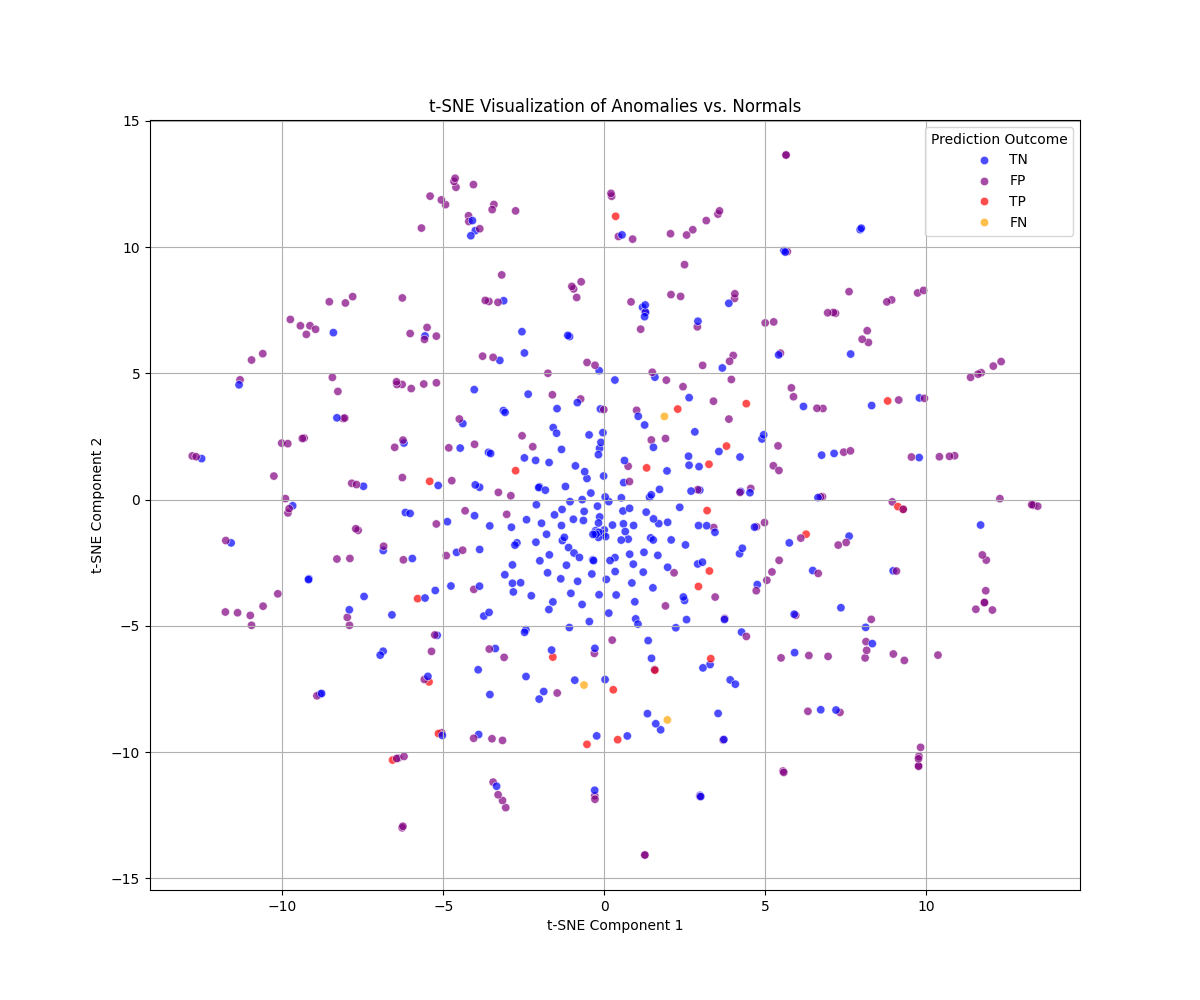 t-SNE Visualization of Anomalies vs. Normals
Prediction Outcome
TN
FP
TP
FN
15
10
5
0
−5
−10
−15
t-SNE Component 2
−10
−5
0
5
10
t-SNE Component 1